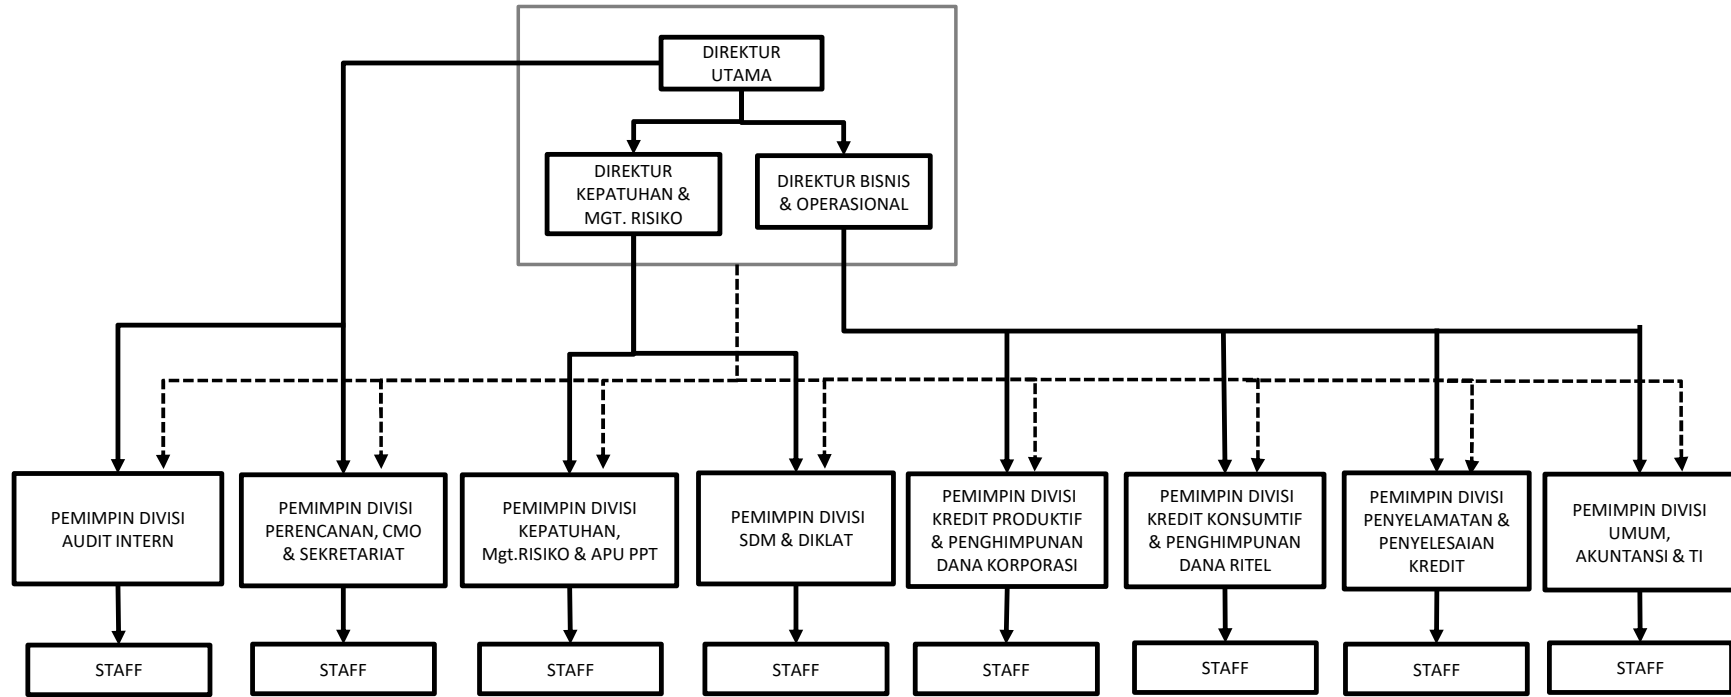 DIREKTUR
UTAMA
DIREKTUR
KEPATUHAN &
MGT. RISIKO
DIREKTUR BISNIS
& OPERASIONAL
PEMIMPIN DIVISI
AUDIT INTERN
PEMIMPIN DIVISI
PERENCANAN, CMO
& SEKRETARIAT
PEMIMPIN DIVISI
KEPATUHAN,
Mgt.RISIKO & APU PPT
PEMIMPIN DIVISI
SDM & DIKLAT
PEMIMPIN DIVISI
KREDIT PRODUKTIF
& PENGHIMPUNAN
DANA KORPORASI
PEMIMPIN DIVISI
KREDIT KONSUMTIF
& PENGHIMPUNAN
DANA RITEL
PEMIMPIN DIVISI
PENYELAMATAN &
PENYELESAIAN
KREDIT
PEMIMPIN DIVISI
UMUM,
AKUNTANSI & TI
STAFF
STAFF
STAFF
STAFF
STAFF
STAFF
STAFF
STAFF